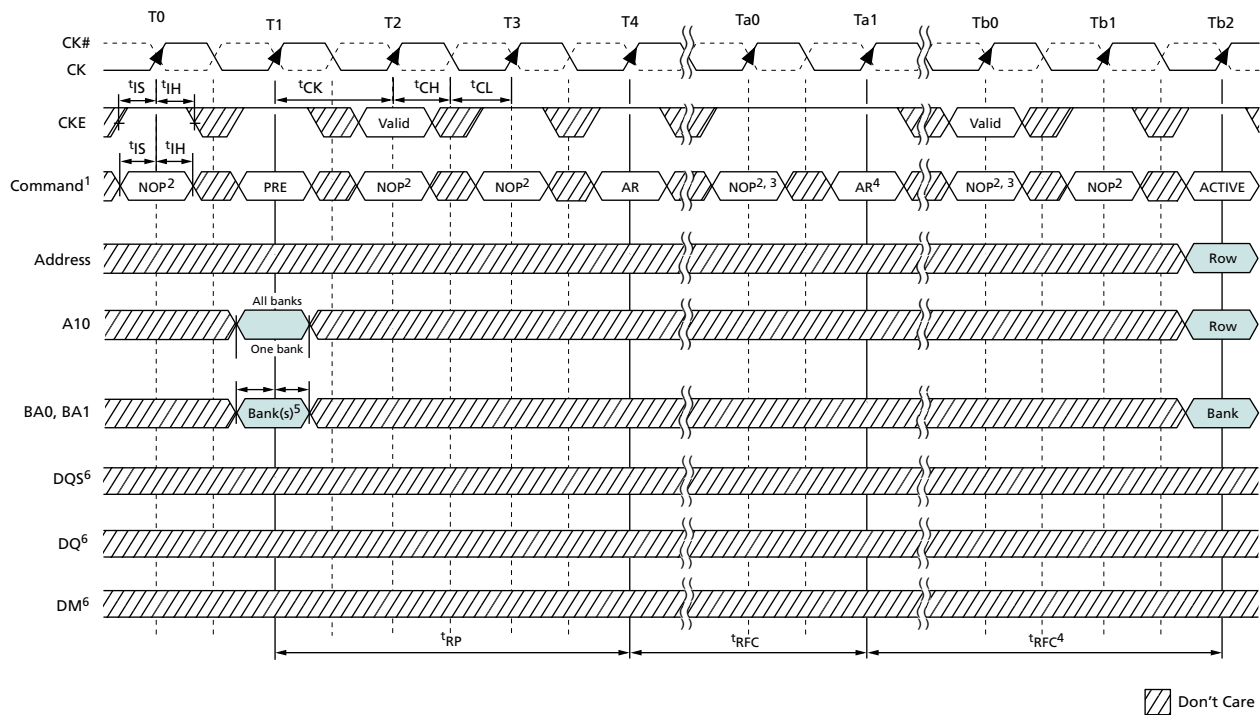 T0 T1 T2 T3 T4 Ta0 Ta1 Tb0 Tb1 Tb2
CK#
CK
tIS tIH tCK tCH tCL
CKE Valid Valid
tIS tIH
Command1 NOP2 PRE NOP2 NOP2 AR NOP2, 3 AR4 NOP2, 3 NOP2 ACTIVE
Address Row
All banks
A10 Row
One bank
BA0, BA1 Bank(s)5 Bank
DQS6
DQ6
DM6
tRP tRFC tRFC4
Don't Care